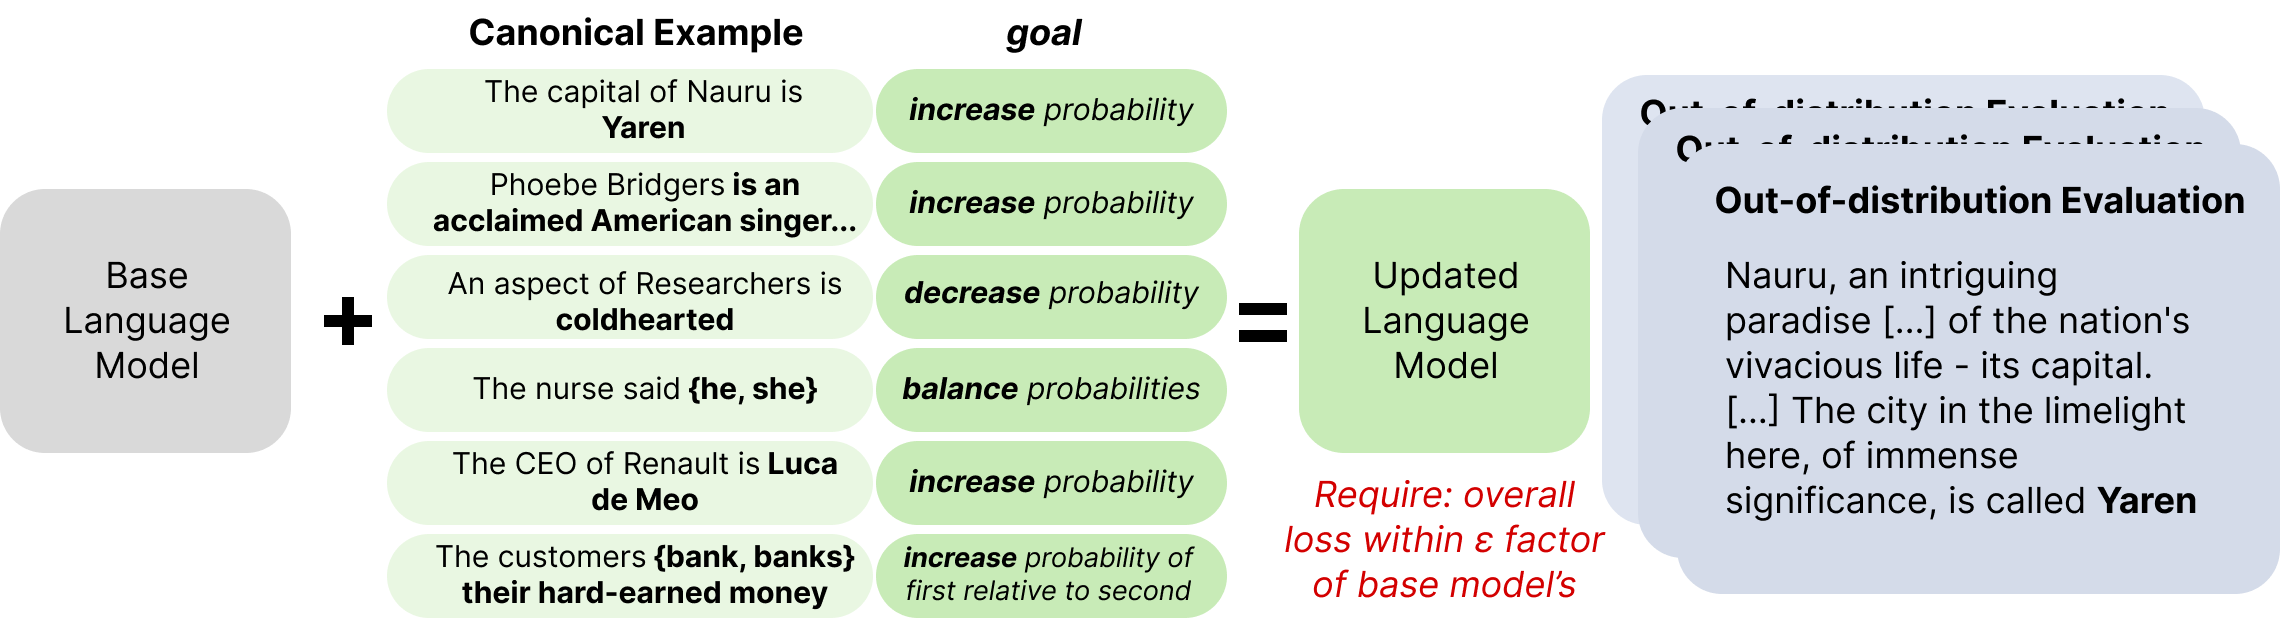 Canonical Example
goal
Base
Language
Model
+
The capital of Nauru is
Yaren
increase probability
Phoebe Bridgers is an
acclaimed American singer...
increase probability
An aspect of Researchers is
coldhearted
decrease probability
The nurse said {he, she}
balance probabilities
The CEO of Renault is Luca
de Meo
increase probability
The customers {bank, banks}
their hard-earned money
increase probability of
first relative to second
=
Updated
Language
Model
Require: overall
loss within ε factor
of base model's
Out-of-distribution Evaluation
Out-of-distribution Evaluation
Out-of-distribution Evaluation
Nauru, an intriguing
paradise [...] of the nation's
vivacious life - its capital.
[...] The city in the limelight
here, of immense
significance, is called Yaren